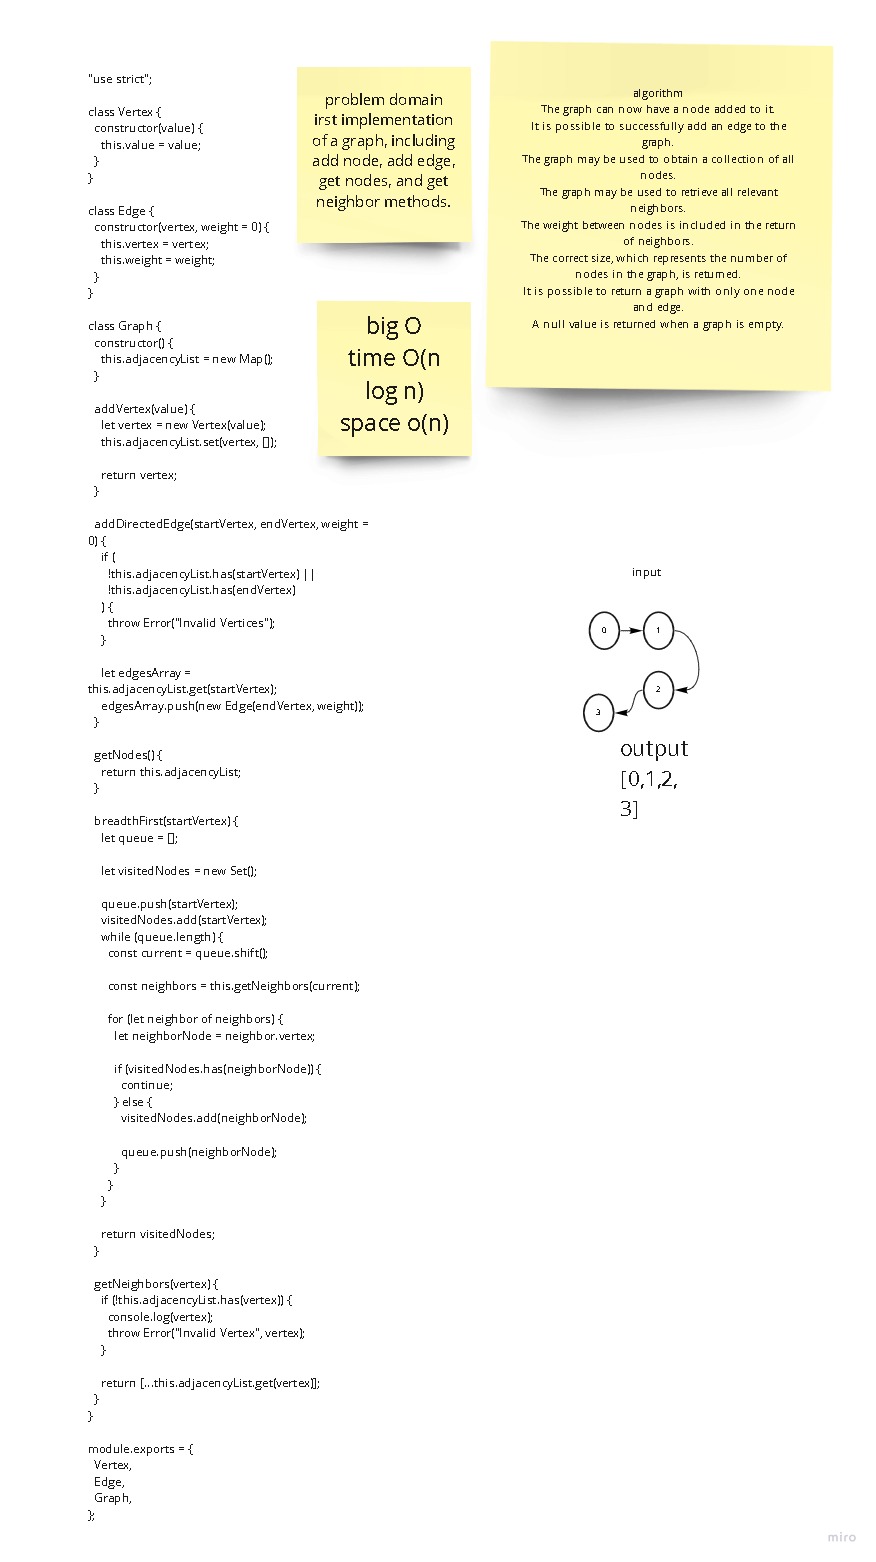 "use strict";
class Vertex {
constructor(value) {
this.value = value;
}
}
class Edge {
constructor(vertex, weight = 0) {
this.vertex = vertex;
this.weight = weight;
}
}
class Graph {
constructor() {
this.adjacencyList = new Map();
}
addVertex(value) {
let vertex = new Vertex(value);
this.adjacencyList.set(vertex, []);
return vertex;
}
addDirectedEdge(startVertex, endVertex, weight =
0) {
if (
!this.adjacencyList.has(startVertex) ||
!this.adjacencyList.has(endVertex)
) {
throw Error("Invalid Vertices");
}
let edgesArray =
this.adjacencyList.get(startVertex);
edgesArray.push(new Edge(endVertex, weight));
}
getNodes() {
return this.adjacencyList;
}
breadthFirst(startVertex) {
let queue = [];
let visitedNodes = new Set();
queue.push(startVertex);
visitedNodes.add(startVertex);
while (queue.length) {
const current = queue.shift();
const neighbors = this.getNeighbors(current);
for (let neighbor of neighbors) {
let neighborNode = neighbor.vertex;
if (visitedNodes.has(neighborNode)) {
continue;
} else {
visitedNodes.add(neighborNode);
queue.push(neighborNode);
}
}
}
return visitedNodes;
}
getNeighbors(vertex) {
if (!this.adjacencyList.has(vertex)) {
console.log(vertex);
throw Error("Invalid Vertex", vertex);
}
return [...this.adjacencyList.get(vertex)];
}
}
module.exports = {
Vertex,
Edge,
Graph,
};
problem domain
irst implementation
of a graph, including
add node, add edge,
get nodes, and get
neighbor methods.
big O
time O(n
log n)
space o(n)
algorithm
The graph can now have a node added to it.
It is possible to successfully add an edge to the
graph.
The graph may be used to obtain a collection of all
nodes.
The graph may be used to retrieve all relevant
neighbors.
The weight between nodes is included in the return
of neighbors.
The correct size, which represents the number of
nodes in the graph, is returned.
It is possible to return a graph with only one node
and edge.
A null value is returned when a graph is empty.
input
0
1
2
3
output
[0,1,2,
3]
miro